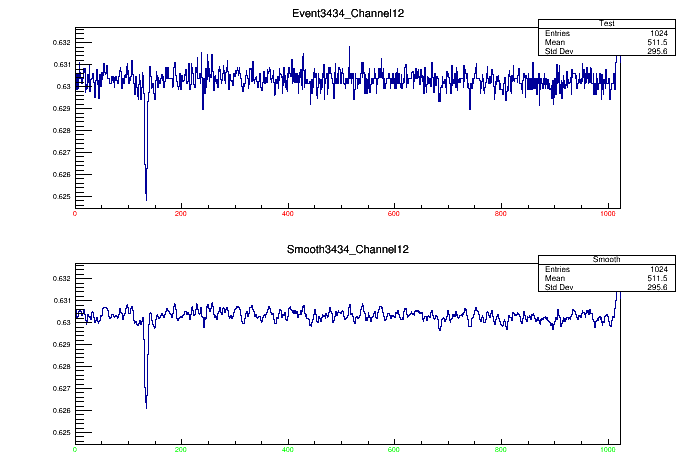 Event3434_Channel12
Test
Entries 1024
Mean 511.5
Std Dev 295.6
0.632
0.631
0.63
0.629
0.628
0.627
0.626
0.625
0 200 400 600 800 1000
Smooth3434_Channel12
Smooth
Entries 1024
Mean 511.5
Std Dev 295.6
0.632
0.631
0.63
0.629
0.628
0.627
0.626
0.625
0 200 400 600 800 1000